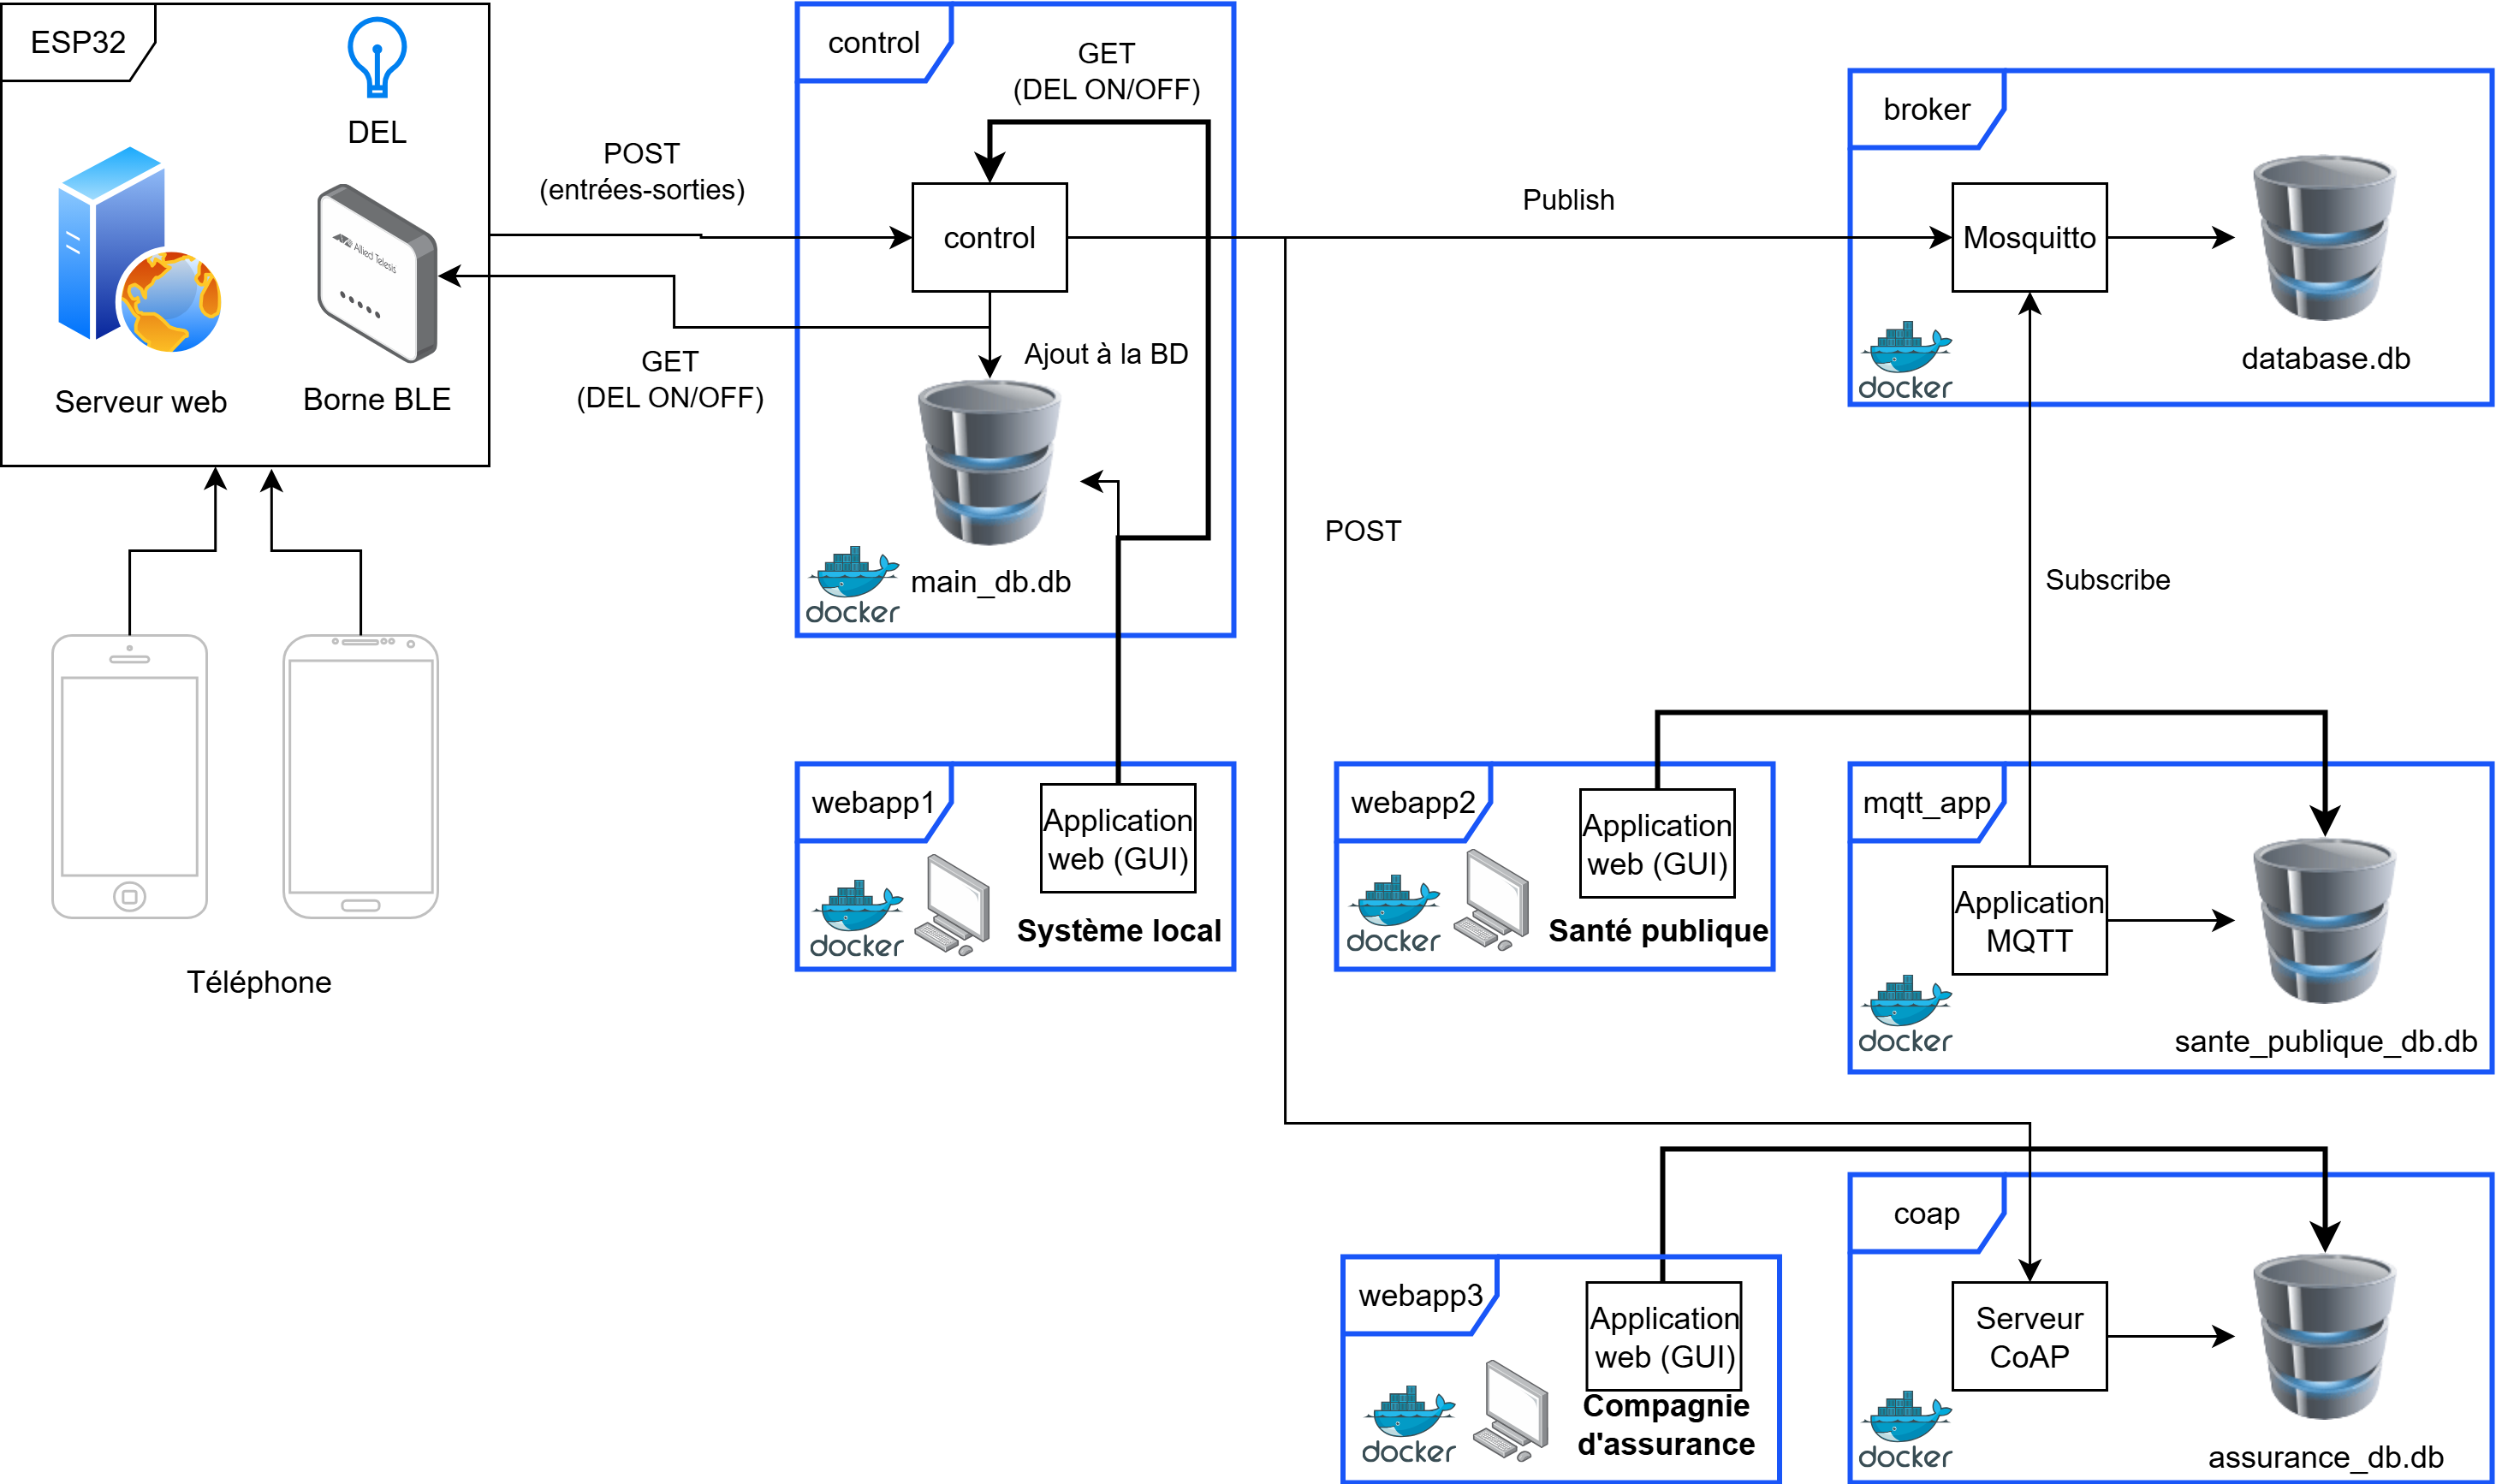 ESP32
DEL
Allied Telesis
Serveur web
Borne BLE
POST
(entrées-sorties)
GET
(DEL ON/OFF)
Téléphone
control
GET
(DEL ON/OFF)
control
Ajout à la BD
main_db.db
docker
Publish
POST
broker
Mosquitto
database.db
docker
Subscribe
webapp1
Application
web (GUI)
docker
Système local
webapp2
Application
web (GUI)
docker
Santé publique
mqtt_app
Application
MQTT
docker
sante_publique_db.db
webapp3
Application
web (GUI)
docker
Compagnie
d'assurance
coap
Serveur
CoAP
docker
assurance_db.db